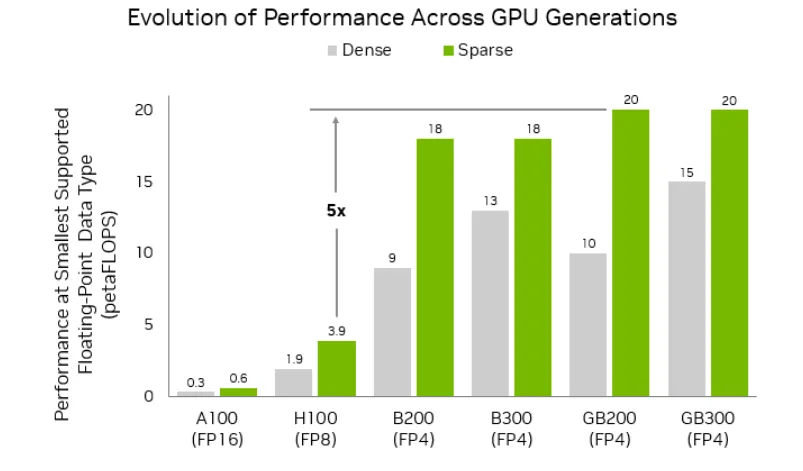 Evolution of Performance Across GPU Generations
Dense
Sparse
Performance at Smallest Supported
Floating-Point Data Type
(petaFLOPS)
20
15
10
5
0
5x
0.3
0.6
1.9
3.9
9
18
13
18
10
20
15
20
A100
(FP16)
H100
(FP8)
B200
(FP4)
B300
(FP4)
GB200
(FP4)
GB300
(FP4)